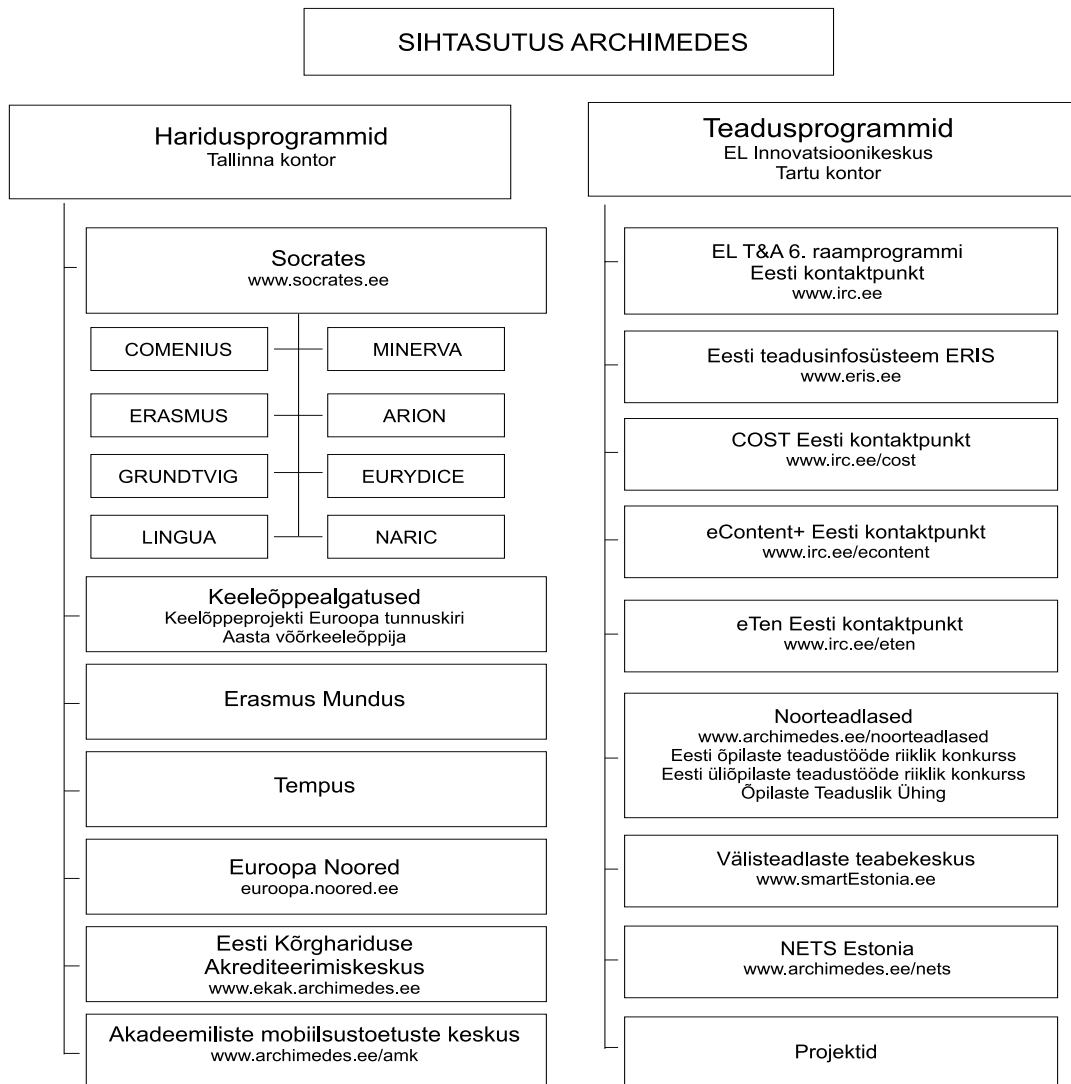 SIHTASUTUS ARCHIMEDES
Haridusprogrammid
Tallinna kontor
Socrates
www.socrates.ee
COMENIUS
MINERVA
ERASMUS
ARION
GRUNDTVIG
EURYDICE
LINGUA
NARIC
Keeleõppealgatused
Keelõppeprojekti Euroopa tunnuskiri
Aasta võõrkeeleõppija
Erasmus Mundus
Tempus
Euroopa Noored
euroopa.noored.ee
Eesti Kõrghariduse
Akrediteerimiskeskus
www.ekak.archimedes.ee
Akadeemiliste mobiilsustoetuste keskus
www.archimedes.ee/amk
Teadusprogrammid
EL Innovatsioonikeskus
Tartu kontor
EL T&A 6. raamprogrammi
Eesti kontaktpunkt
www.irc.ee
Eesti teadusinfosüsteem ERIS
www.eris.ee
COST Eesti kontaktpunkt
www.irc.ee/cost
eContent+ Eesti kontaktpunkt
www.irc.ee/econtent
eTen Eesti kontaktpunkt
www.irc.ee/eten
Noorteadlased
www.archimedes.ee/noorteadlased
Eesti õpilaste teadustööde riiklik konkurss
Eesti üliõpilaste teadustööde riiklik konkurss
Õpilaste Teaduslik Ühing
Välisteadlaste teabekeskus
www.smartEstonia.ee
NETS Estonia
www.archimedes.ee/nets
Projektid